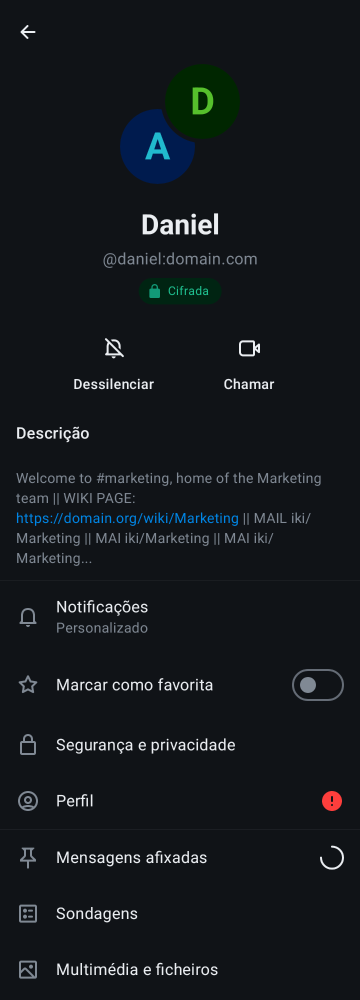 D
A
Daniel
@daniel:domain.com
Cifrada
Dessilenciar
Chamar
Descrição
Welcome to #marketing, home of the Marketing
team || WIKI PAGE:
https://domain.org/wiki/Marketing || MAIL iki/
Marketing || MAI iki/Marketing || MAI iki/
Marketing...
Notificações
Personalizado
Marcar como favorita
Segurança e privacidade
Perfil
Mensagens afixadas
Sondagens
Multimédia e ficheiros